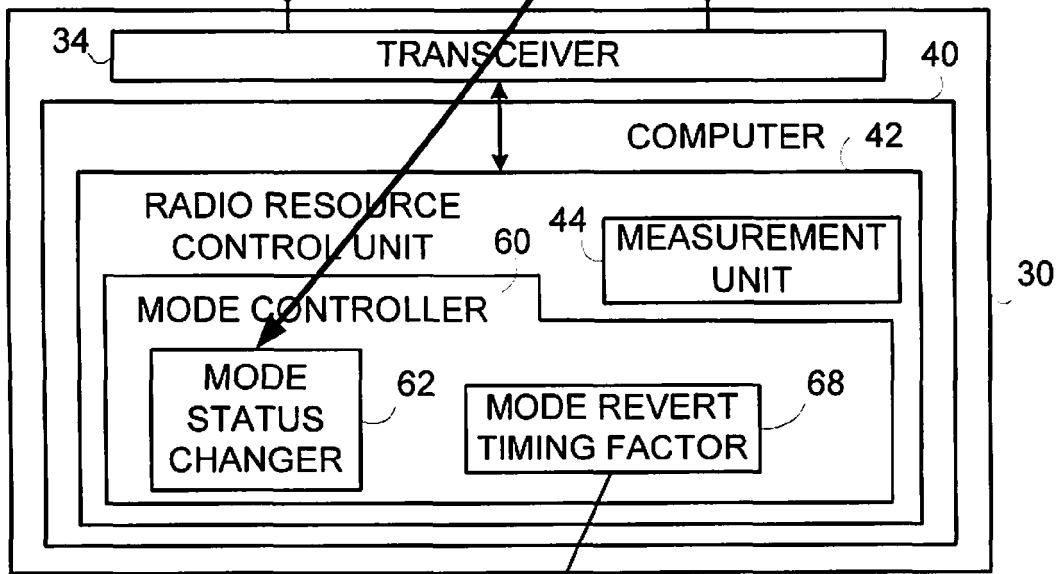 34
TRANSCEIVER
40
COMPUTER
42
RADIO RESOURCE
CONTROL UNIT
44
MEASUREMENT
UNIT
60
30
MODE CONTROLLER
MODE
STATUS
CHANGER
62
MODE REVERT
TIMING FACTOR
68